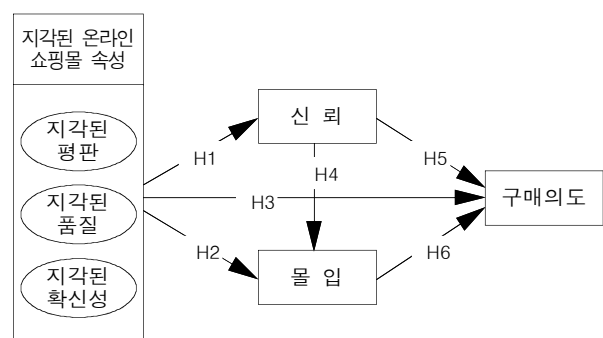 지각된 온라인
쇼핑몰 속성
지각된
평판
지각된
품질
지각된
확신성
신 뢰
몰 입
구매의도
H1
H2
H3
H4
H5
H6